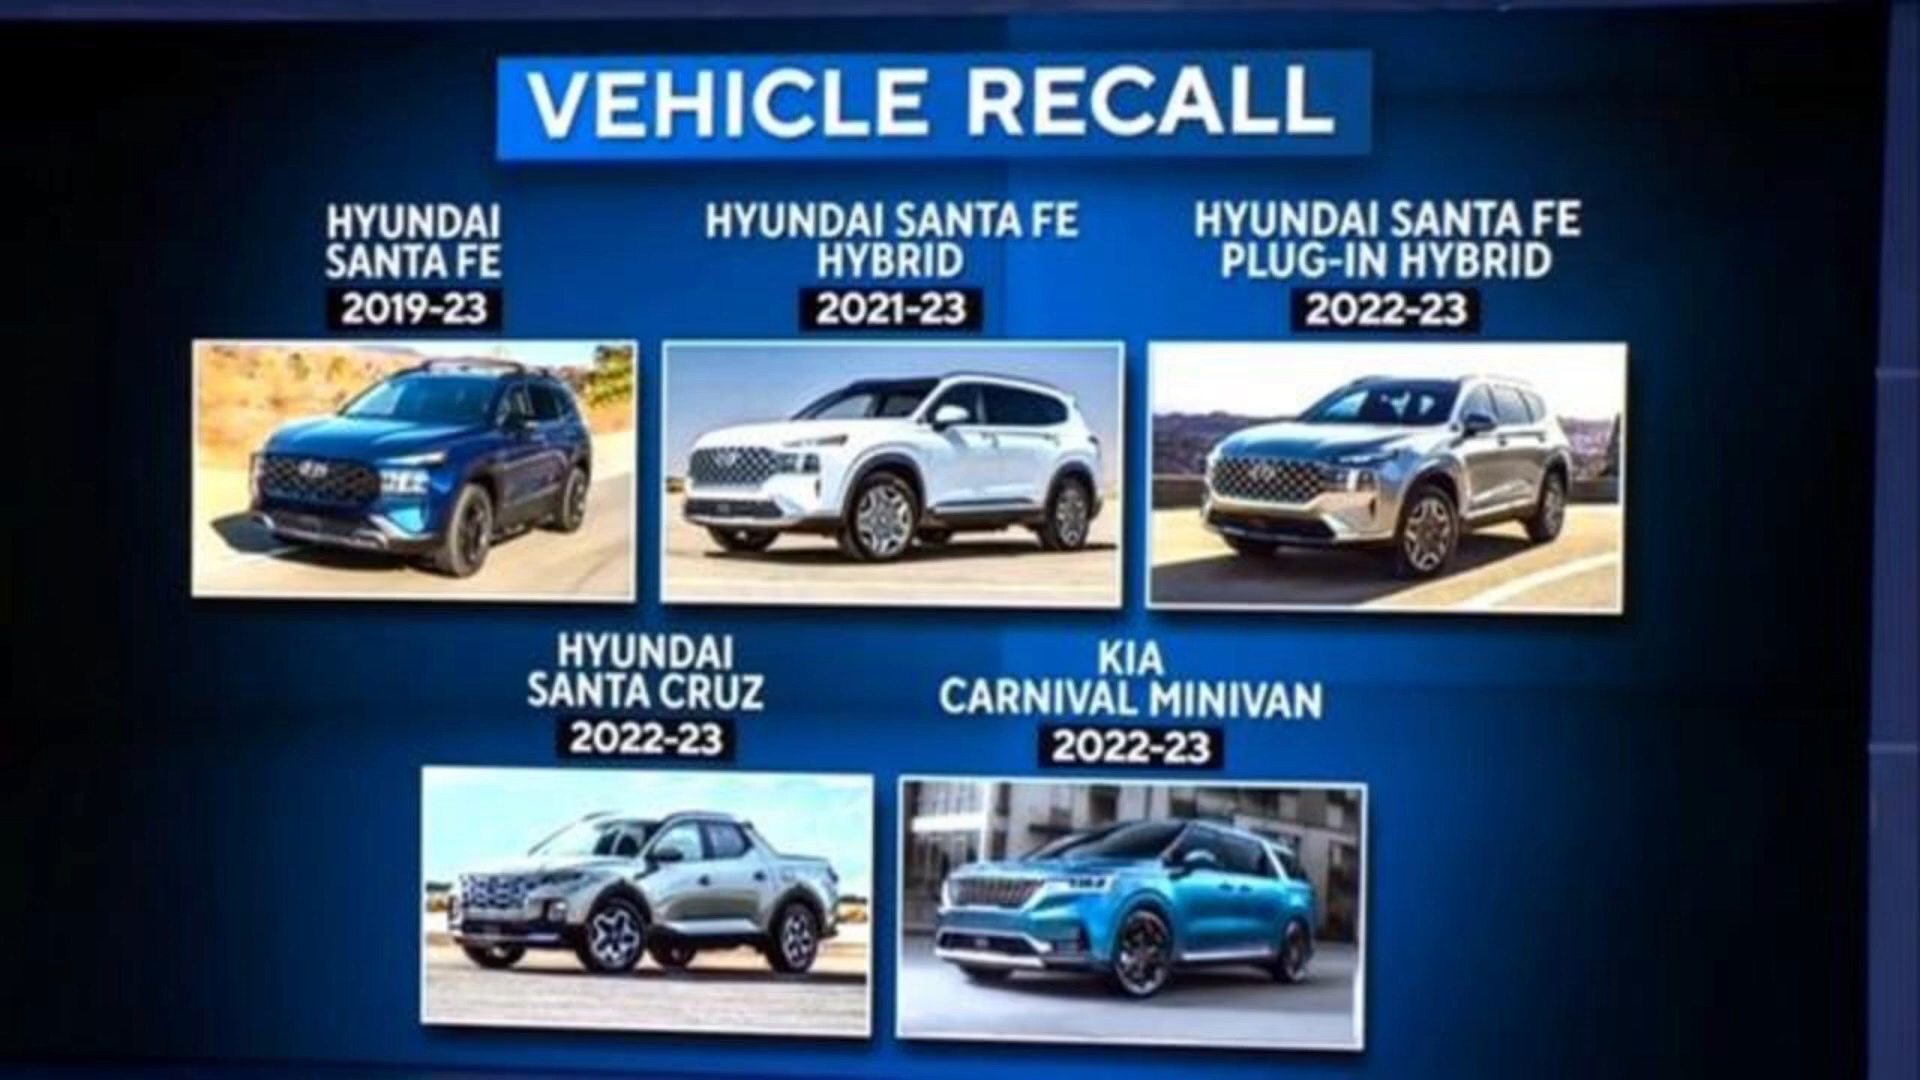 VEHICLE RECALL
HYUNDAI
SANTA FE
2019-23
HYUNDAI SANTA FE
HYBRID
2021-23
HYUNDAI SANTA FE
PLUG-IN HYBRID
2022-23
HYUNDAI
SANTA CRUZ
2022-23
KIA
CARNIVAL MINIVAN
2022-23